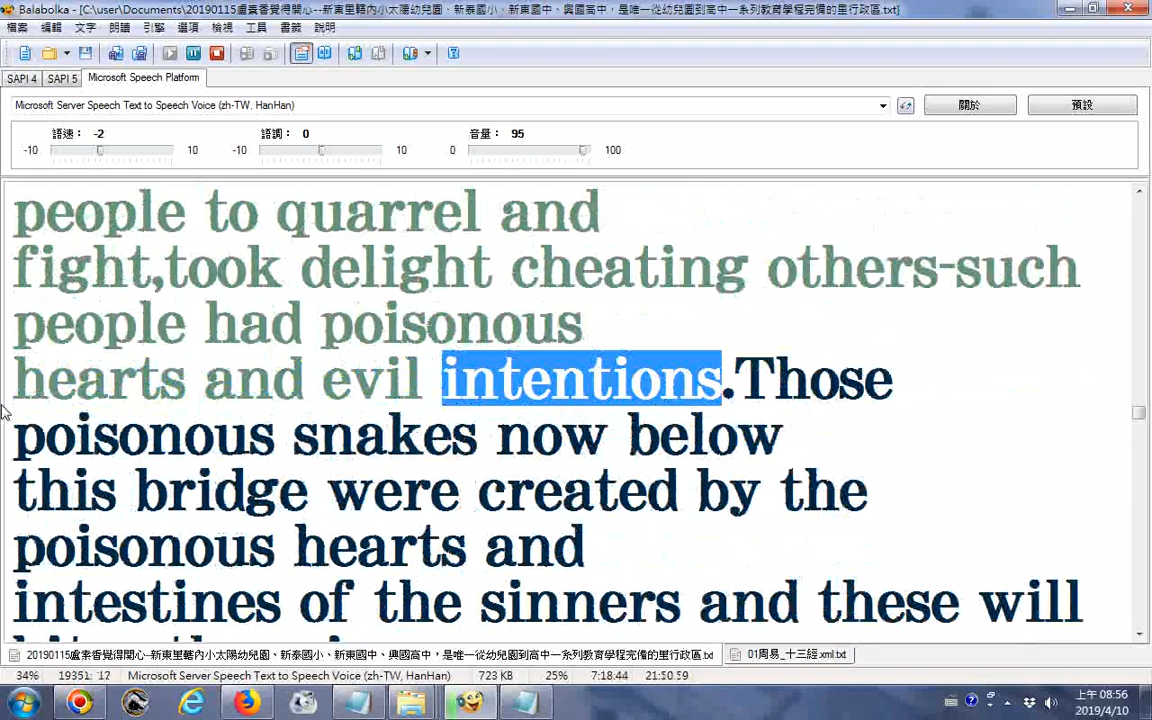 Balabolka - [C:\user\Documents\20190115盧素香覺得開心--新東里轄內小太陽幼兒園、新泰國小、新東國中、興國高中，是唯一從幼兒園到高中一系列教育學程完備的里行政區.txt]
檔案 編輯 文字 朗讀 引擎 選項 檢視 工具 書籤 說明
SAPI 4 SAPI 5 Microsoft Speech Platform
Microsoft Server Speech Text to Speech Voice (zh-TW, HanHan) 關於 預設
語速： -2 語調： 0 音量： 95
-10 10 -10 10 0 100
people to quarrel and
fight,took delight cheating others-such
people had poisonous
hearts and evil intentions.Those
poisonous snakes now below
this bridge were created by the
poisonous hearts and
intestines of the sinners and these will
20190115盧素香覺得開心--新東里轄內小太陽幼兒園、新泰國小、新東國中、興國高中，是唯一從幼兒園到高中一系列教育學程完備的里行政區.txt 01周易_十三經.xml.txt
34% 19351: 12 Microsoft Server Speech Text to Speech Voice (zh-TW, HanHan) 723 KB 25% 7:18:44 21:50.59
上午 08:56
2019/4/10